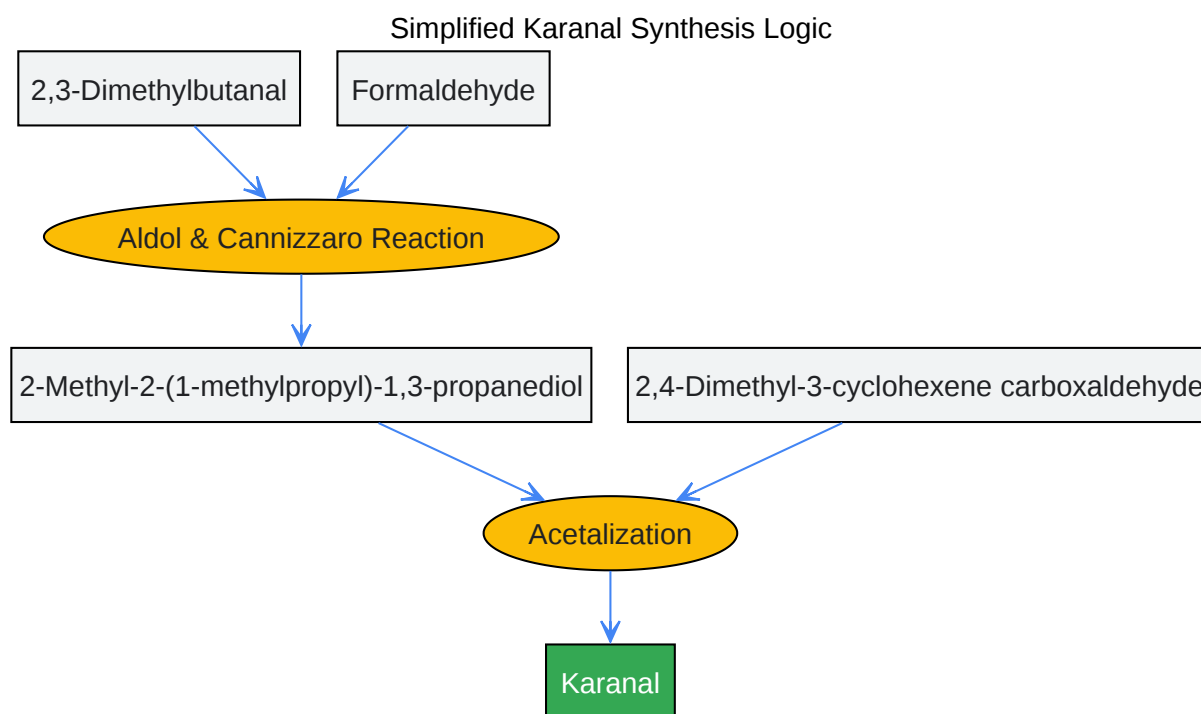 Simplified Karanal Synthesis Logic
2,3-Dimethylbutanal
Formaldehyde
Aldol & Cannizzaro Reaction
2-Methyl-2-(1-methylpropyl)-1,3-propanediol
2,4-Dimethyl-3-cyclohexene carboxaldehyde
Acetalization
Karanal